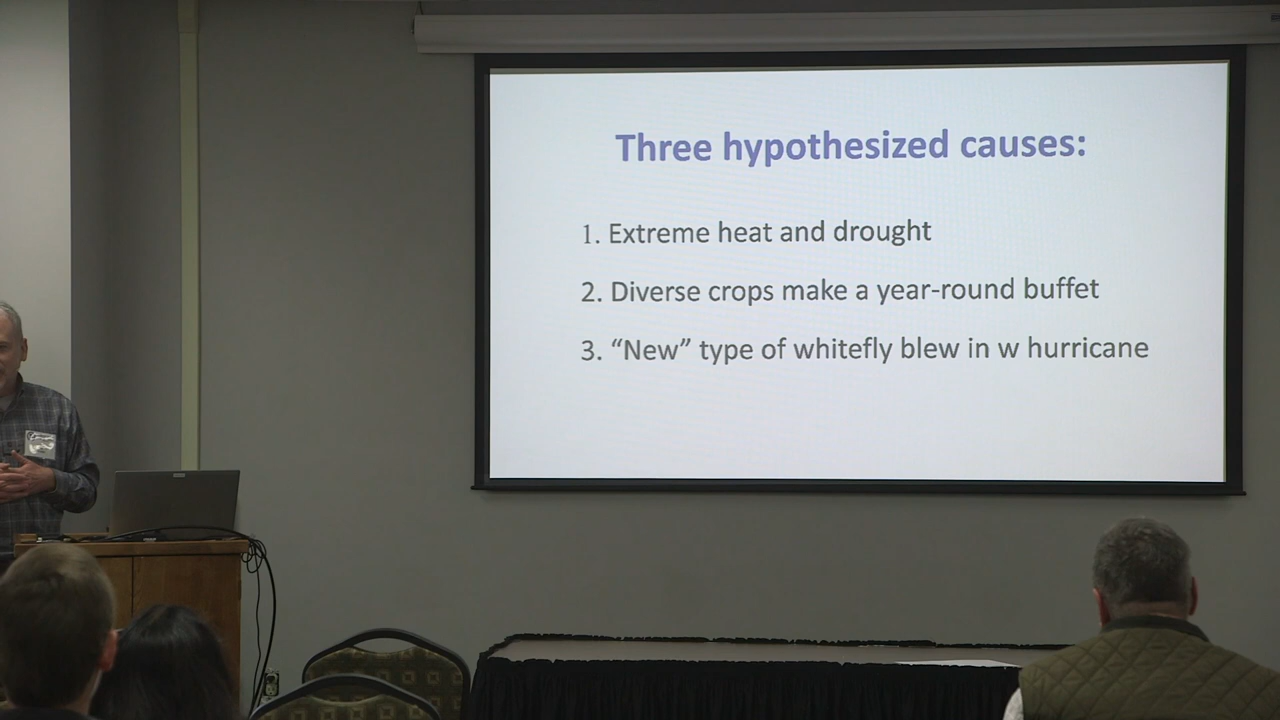 Three hypothesized causes:
1. Extreme heat and drought
2. Diverse crops make a year-round buffet
3. “New” type of whitefly blew in w hurricane